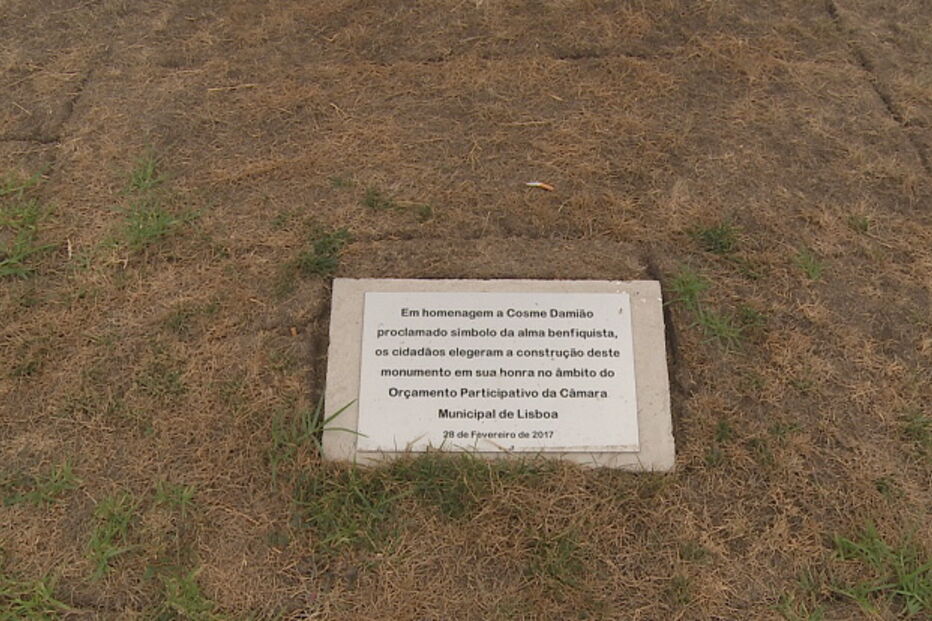 Em homenagem a Cosme Damião
proclamado simbolo da alma benfiquista,
os cidadãos elegeram a construção deste
monumento em sua honra no âmbito do
Orçamento Participativo da Câmara
Municipal de Lisboa
28 de Fevereiro de 2017